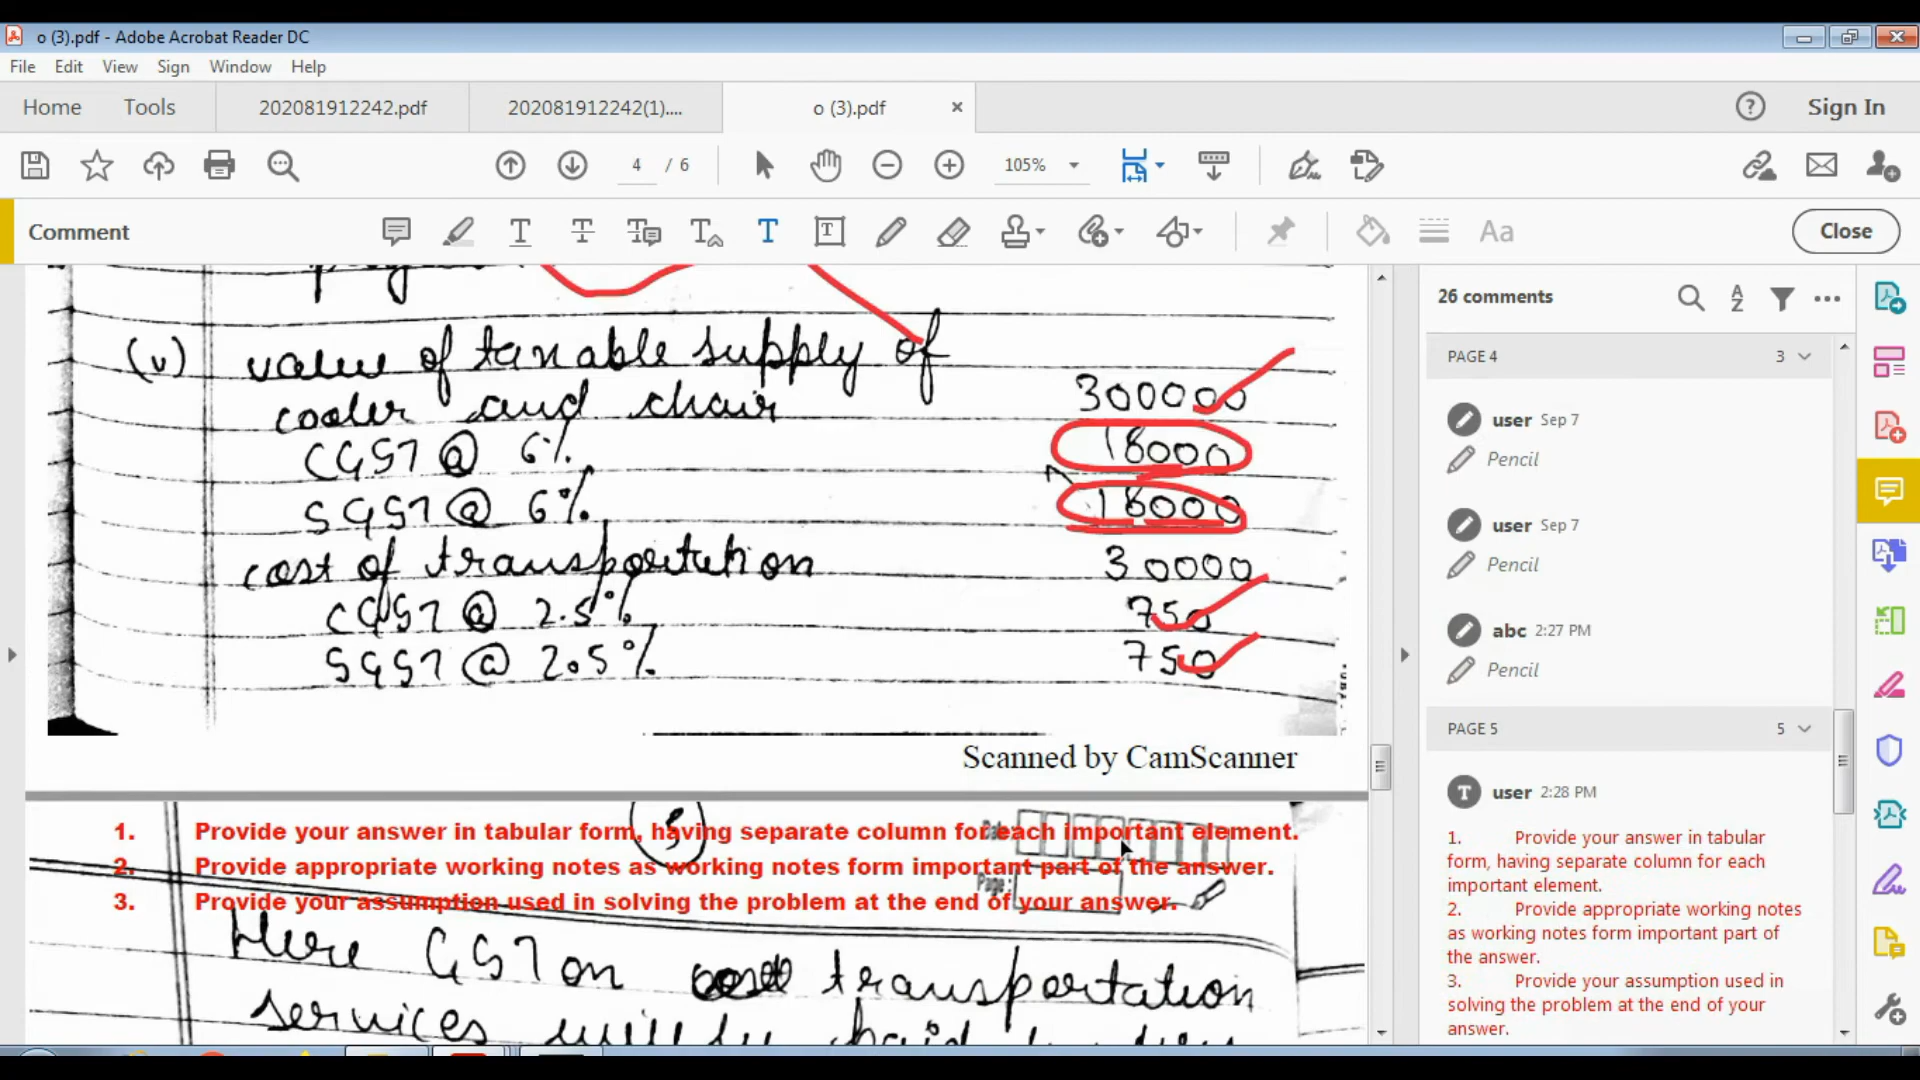 o (3).pdf - Adobe Acrobat Reader DC
File Edit View Sign Window Help
Home Tools 202081912242.pdf 202081912242(1).... o (3).pdf × ? Sign In
4 / 6 105%
Comment Aa Close
26 comments
(v) value of taxable supply of
cooler and chair 300000
CGST @ 6% 18000
SGST @ 6% 18000
cost of transportation 30000
CGST @ 2.5% 750
SGST @ 2.5% 750
Scanned by CamScanner
1. Provide your answer in tabular form, having separate column for each important element.
2. Provide appropriate working notes as working notes form important part of the answer.
3. Provide your assumption used in solving the problem at the end of your answer.
Page:
Here GST on transportation
services will
PAGE 4 3
user Sep 7
Pencil
user Sep 7
Pencil
abc 2:27 PM
Pencil
PAGE 5 5
T user 2:28 PM
1. Provide your answer in tabular
form, having separate column for each
important element.
2. Provide appropriate working notes
as working notes form important part of
the answer.
3. Provide your assumption used in
solving the problem at the end of your
answer.